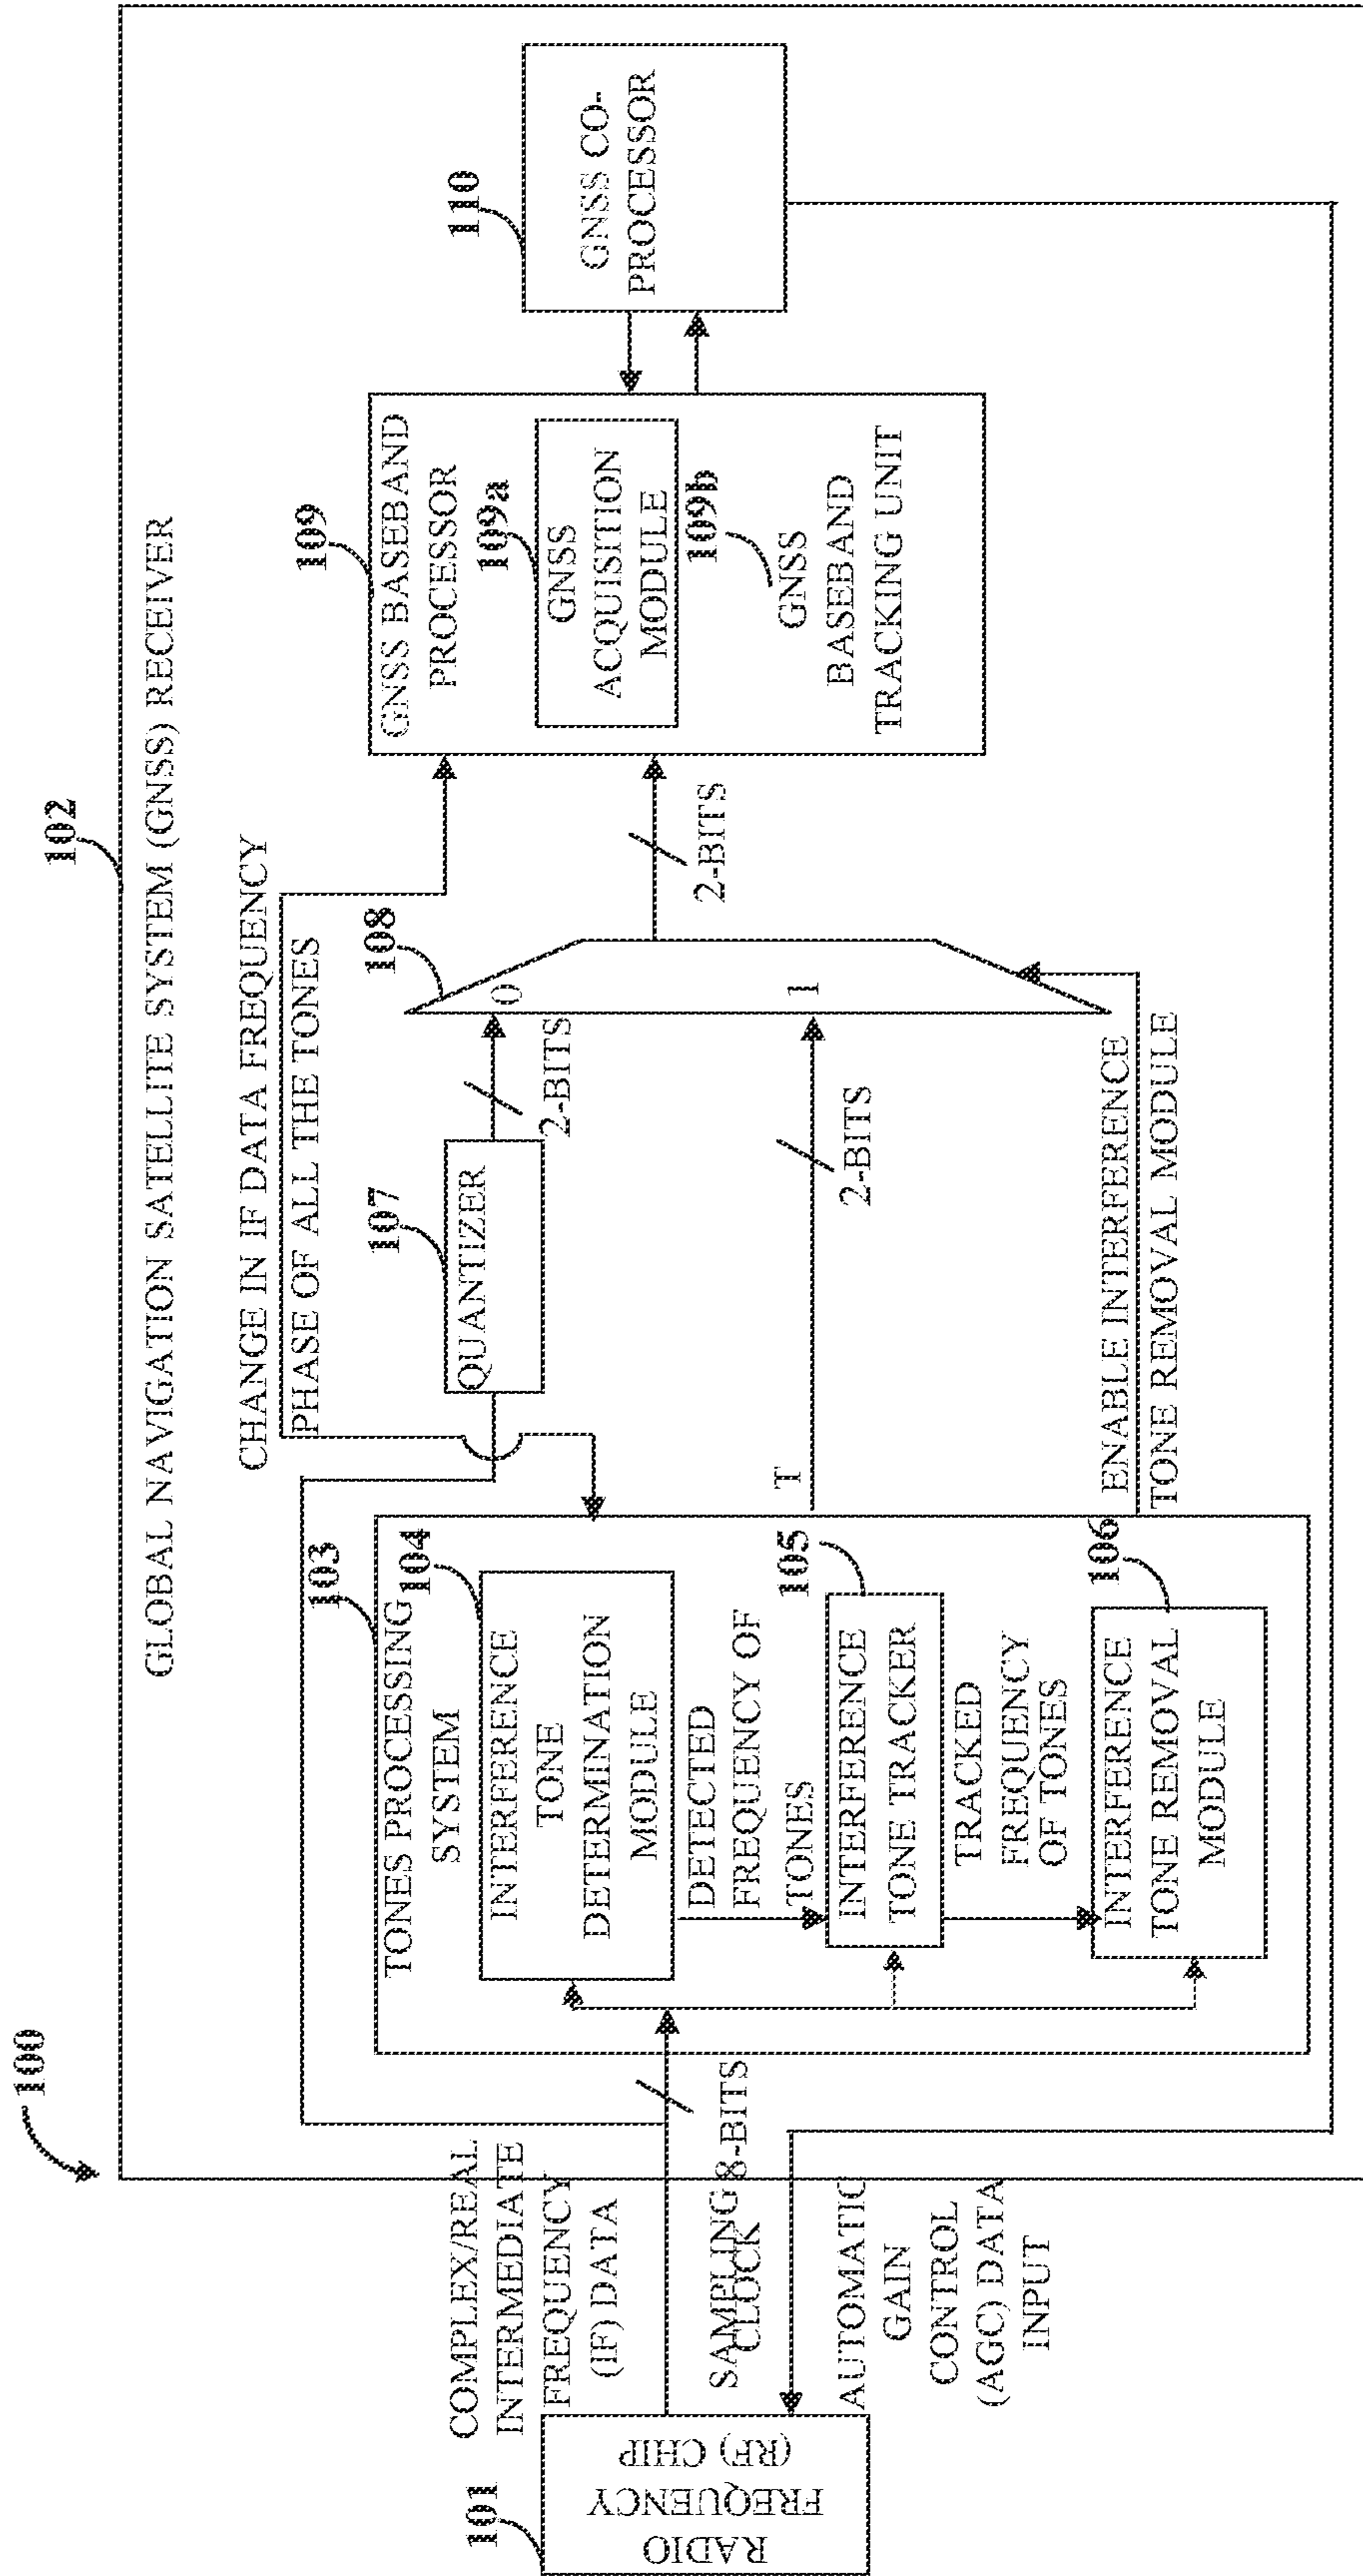 100
102
GLOBAL NAVIGATION SATELLITE SYSTEM (GNSS) RECEIVER
101
RADIO
FREQUENCY
(RF) CHIP
COMPLEX/REAL
INTERMEDIATE
FREQUENCY
(IF) DATA
SAMPLING
CLOCK
8-BITS
AUTOMATIC
GAIN
CONTROL
(AGC) DATA
INPUT
103
TONES PROCESSING
SYSTEM
104
INTERFERENCE
TONE
DETERMINATION
MODULE
DETECTED
FREQUENCY OF
TONES
105
INTERFERENCE
TONE TRACKER
TRACKED
FREQUENCY
OF TONES
106
INTERFERENCE
TONE REMOVAL
MODULE
CHANGE IN IF DATA FREQUENCY
PHASE OF ALL THE TONES
107
QUANTIZER
2-BITS
T
2-BITS
ENABLE INTERFERENCE
TONE REMOVAL MODULE
108
0
1
2-BITS
109
GNSS BASEBAND
PROCESSOR
109a
GNSS
ACQUISITION
MODULE
109b
GNSS
BASEBAND
TRACKING UNIT
110
GNSS CO-
PROCESSOR